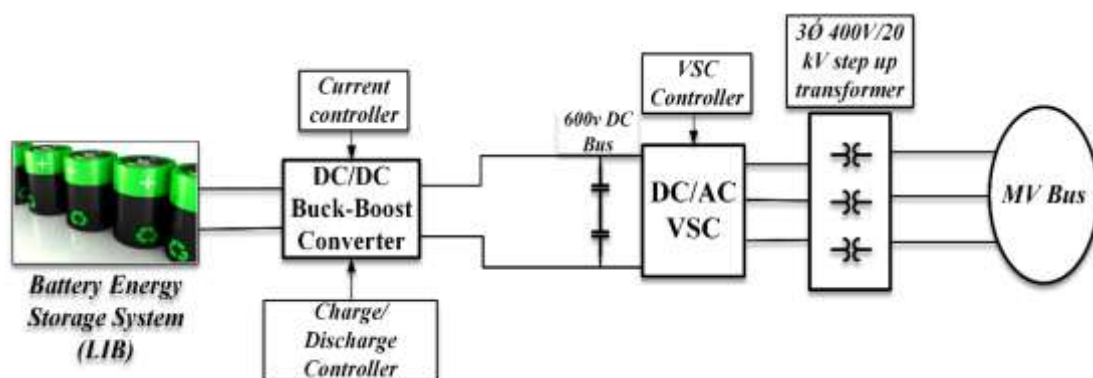 Battery Energy
Storage System
(LIB)
Current
controller
DC/DC
Buck-Boost
Converter
Charge/
Discharge
Controller
600v DC
Bus
VSC
Controller
DC/AC
VSC
3Ó 400V/20
kV step up
transformer
MV Bus